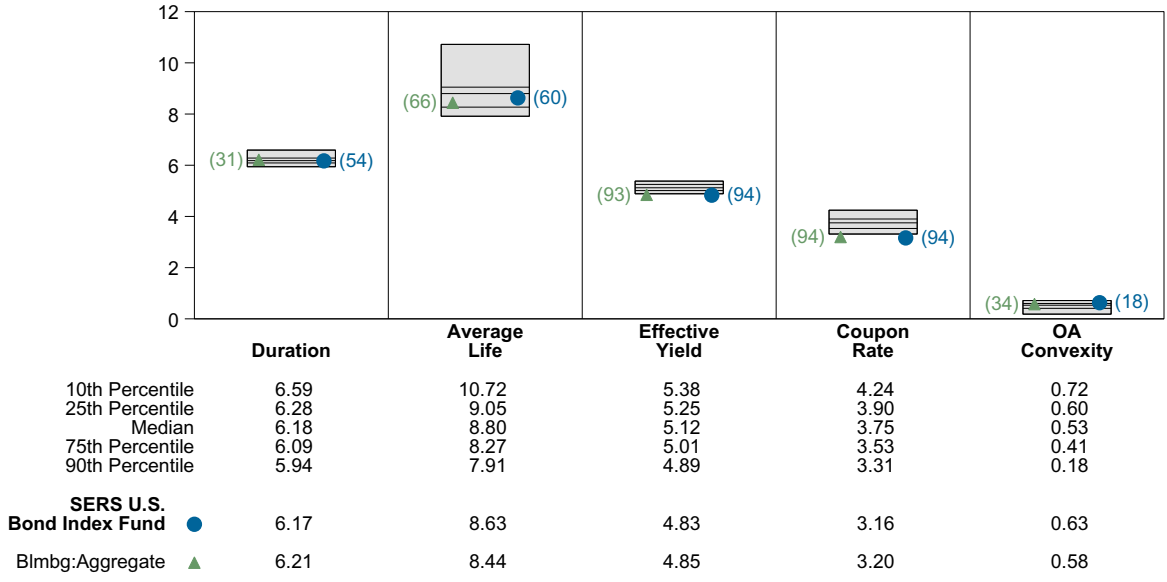 12
10
8
6
4
2
0
(31)
(54)
(66)
(60)
(93)
(94)
(94)
(94)
(34)
(18)
Duration
Average
Life
Effective
Yield
Coupon
Rate
OA
Convexity
10th Percentile 6.59 10.72 5.38 4.24 0.72
25th Percentile 6.28 9.05 5.25 3.90 0.60
Median 6.18 8.80 5.12 3.75 0.53
75th Percentile 6.09 8.27 5.01 3.53 0.41
90th Percentile 5.94 7.91 4.89 3.31 0.18
SERS U.S.
Bond Index Fund 6.17 8.63 4.83 3.16 0.63
Blmbg:Aggregate 6.21 8.44 4.85 3.20 0.58